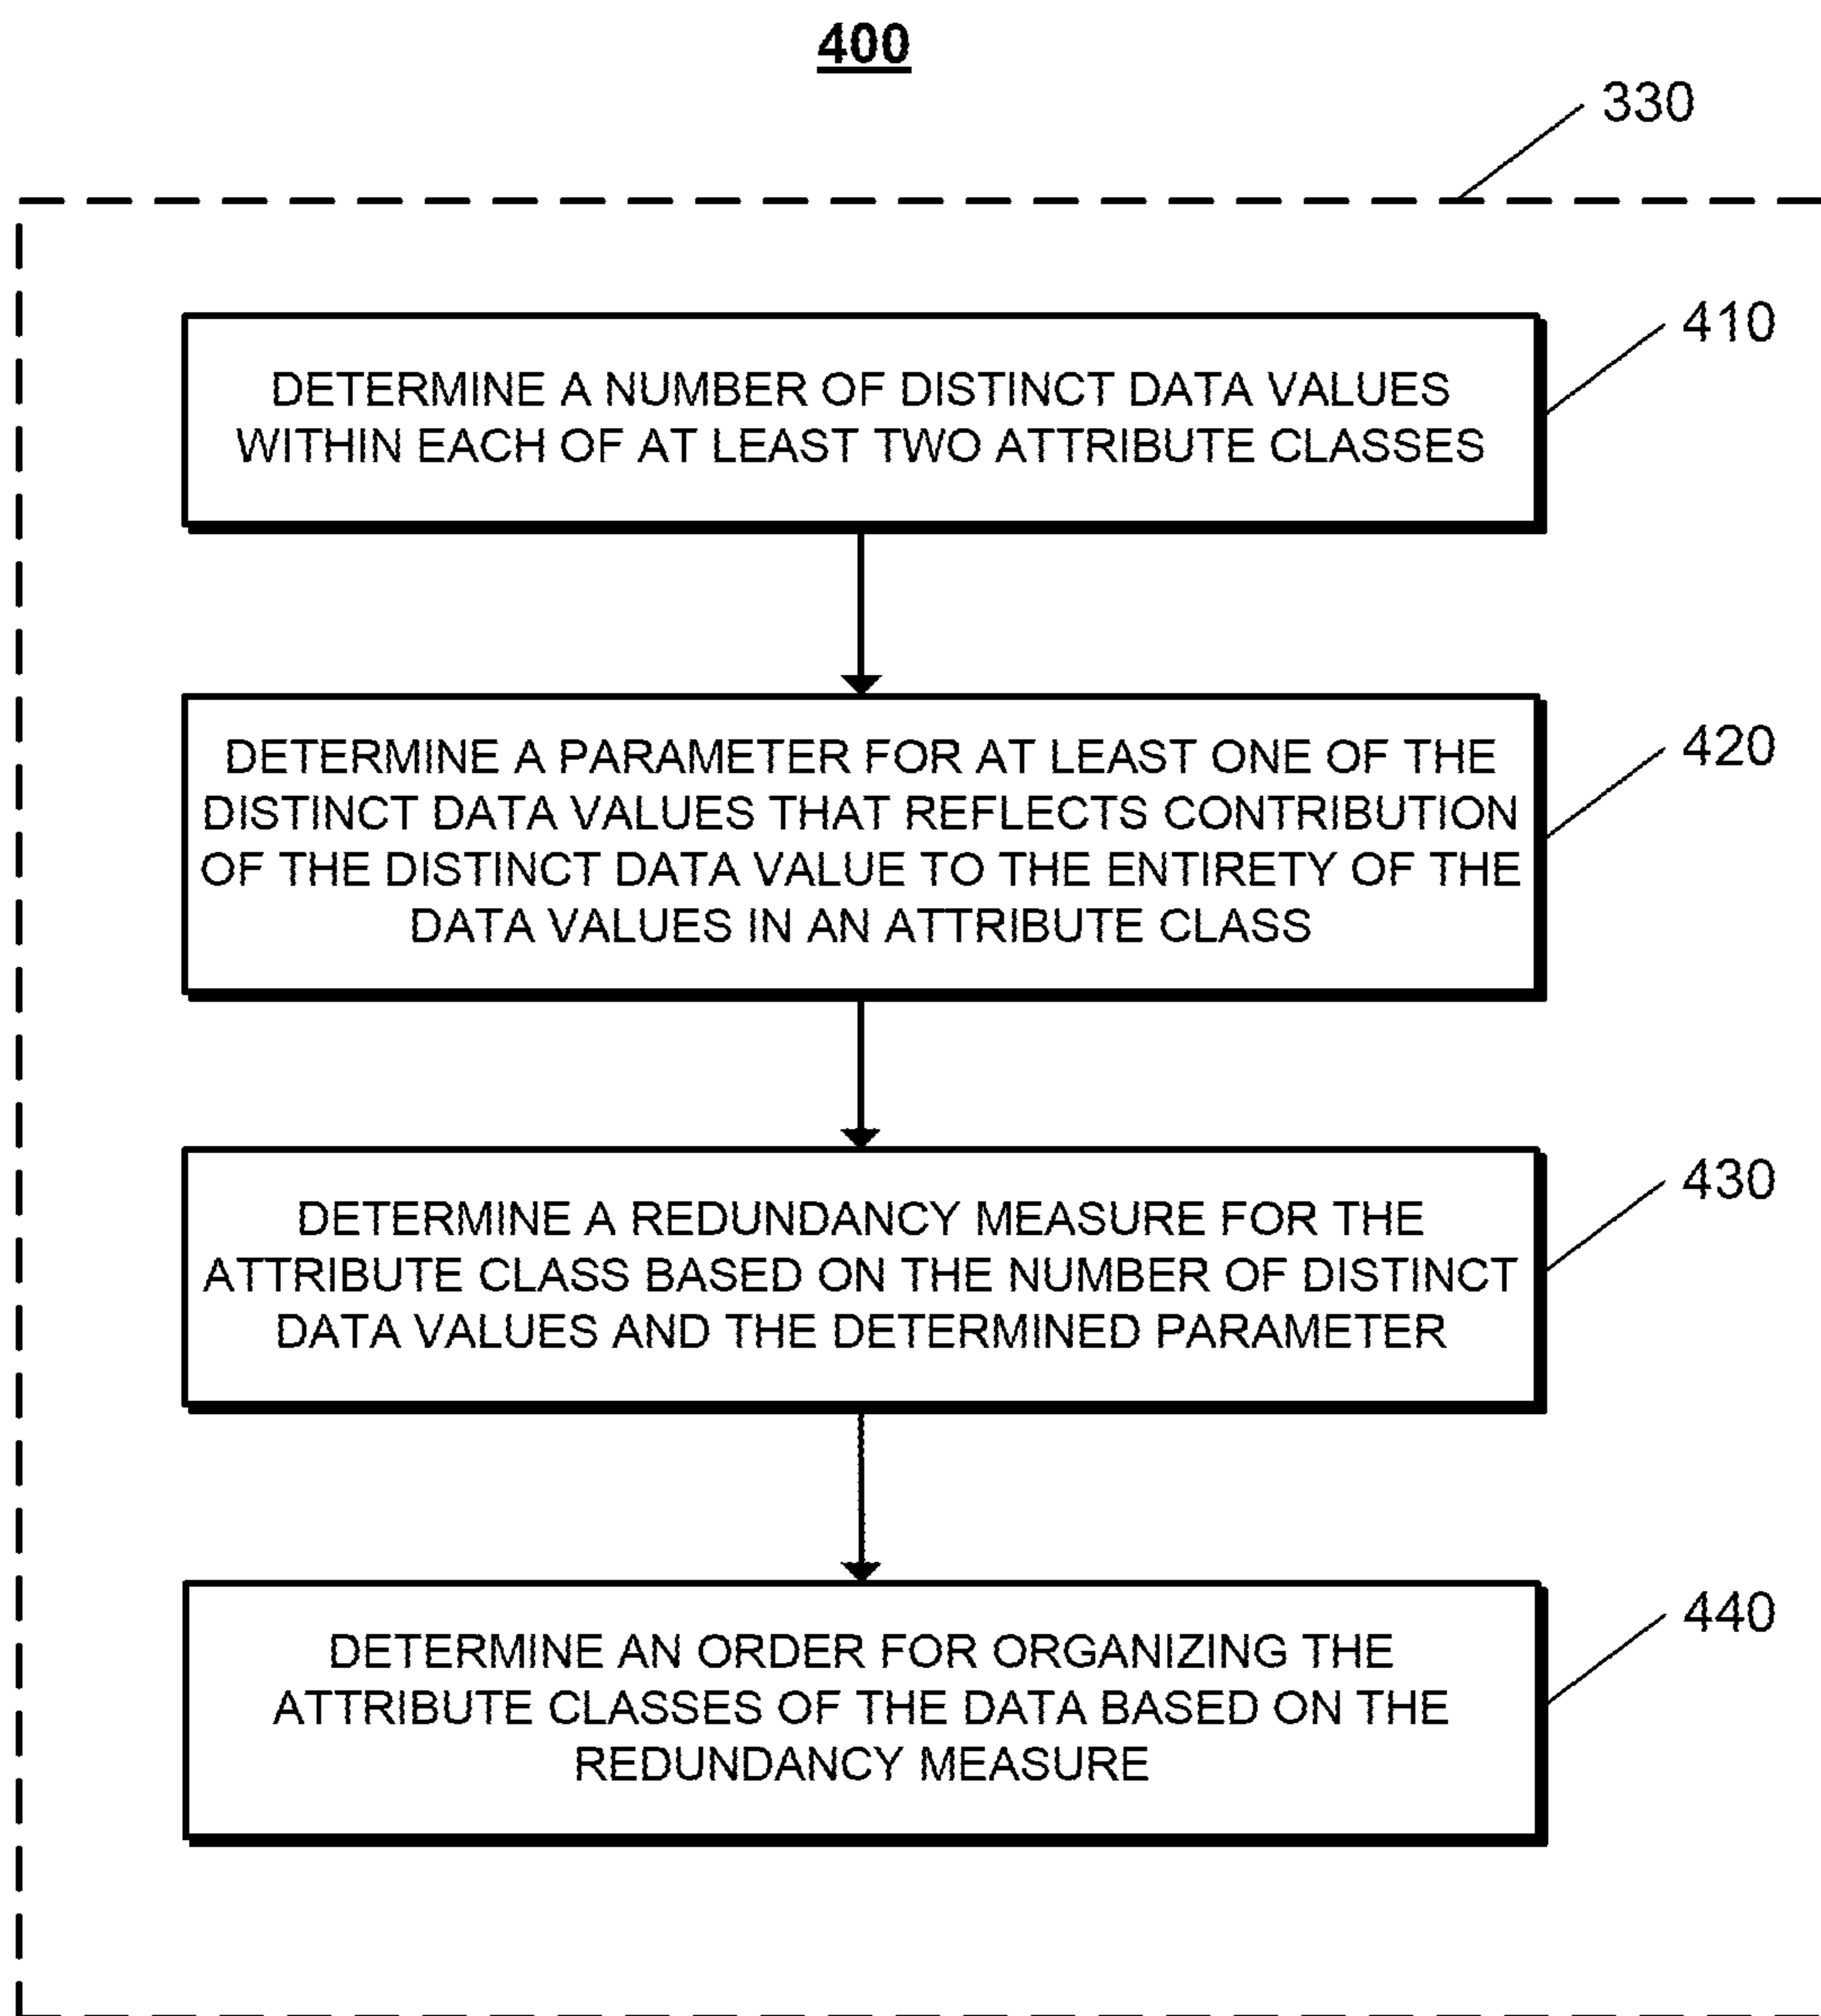 400
330
410
DETERMINE A NUMBER OF DISTINCT DATA VALUES
WITHIN EACH OF AT LEAST TWO ATTRIBUTE CLASSES
420
DETERMINE A PARAMETER FOR AT LEAST ONE OF THE
DISTINCT DATA VALUES THAT REFLECTS CONTRIBUTION
OF THE DISTINCT DATA VALUE TO THE ENTIRETY OF THE
DATA VALUES IN AN ATTRIBUTE CLASS
430
DETERMINE A REDUNDANCY MEASURE FOR THE
ATTRIBUTE CLASS BASED ON THE NUMBER OF DISTINCT
DATA VALUES AND THE DETERMINED PARAMETER
440
DETERMINE AN ORDER FOR ORGANIZING THE
ATTRIBUTE CLASSES OF THE DATA BASED ON THE
REDUNDANCY MEASURE